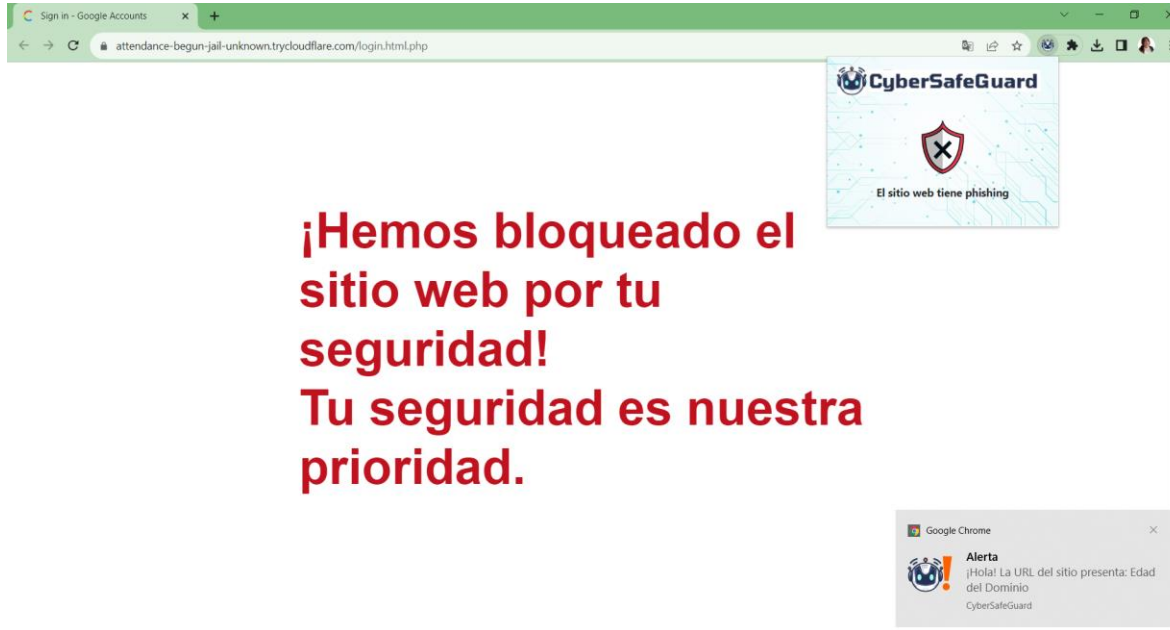 Sign in - Google Accounts
attendance-begun-jail-unknown.trycloudflare.com/login.html.php
CyberSafeGuard
El sitio web tiene phishing
¡Hemos bloqueado el
sitio web por tu
seguridad!
Tu seguridad es nuestra
prioridad.
Google Chrome
Alerta
¡Hola! La URL del sitio presenta: Edad
del Dominio
CyberSafeGuard